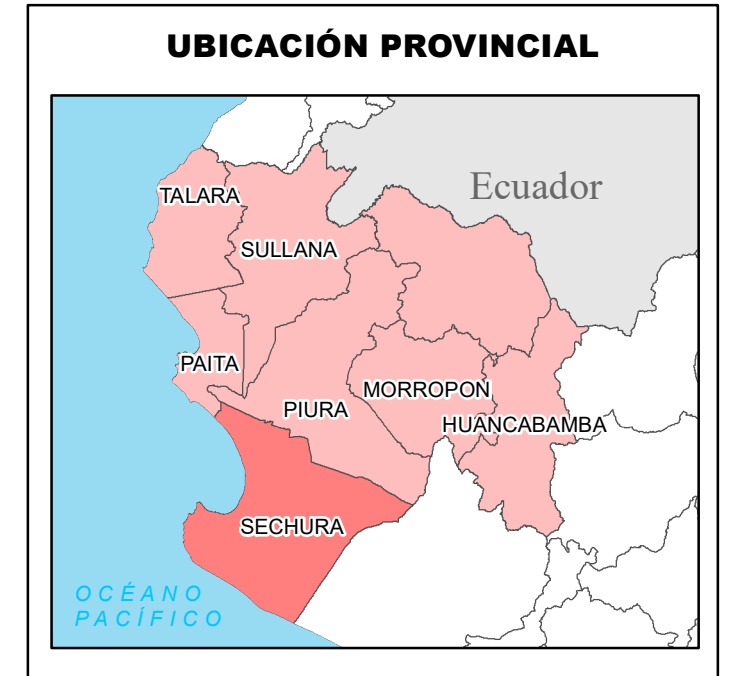 UBICACIÓN PROVINCIAL
Ecuador
TALARA
SULLANA
PAITA
MORROPON
PIURA
HUANCABAMBA
SECHURA
OCÉANO
PACÍFICO